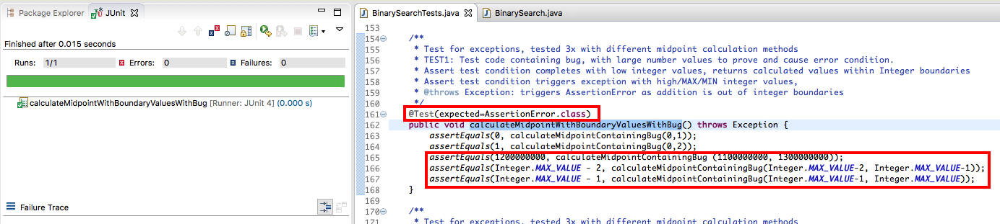 Package Explorer
JUnit
Finished after 0.015 seconds
Runs: 1/1
Errors: 0
Failures: 0
calculateMidpointWithBoundaryValuesWithBug [Runner: JUnit 4] (0.000 s)
Failure Trace
BinarySearchTests.java
BinarySearch.java
153
154 /**
155 * Test for exceptions, tested 3x with different midpoint calculation methods
156 * TEST1: Test code containing bug, with large number values to prove and cause error condition.
157 * Assert test condition completes with low integer values, returns calculated values within Integer boundaries
158 * Assert test condition triggers exception with high/MAX/MIN integer values,
159 * @throws Exception: triggers AssertionError as addition is out of integer boundaries
160 */
161 @Test(expected=AssertionError.class)
162 public void calculateMidpointWithBoundaryValuesWithBug() throws Exception {
163 assertEquals(0, calculateMidpointContainingBug(0,1));
164 assertEquals(1, calculateMidpointContainingBug(0,2));
165 assertEquals(1200000000, calculateMidpointContainingBug (1100000000, 1300000000));
166 assertEquals(Integer.MAX_VALUE - 2, calculateMidpointContainingBug(Integer.MAX_VALUE-2, Integer.MAX_VALUE-1));
167 assertEquals(Integer.MAX_VALUE - 1, calculateMidpointContainingBug(Integer.MAX_VALUE-1, Integer.MAX_VALUE));
168 }
169
170 /**
171 * Test for exceptions, tested 3x with different midpoint calculation methods